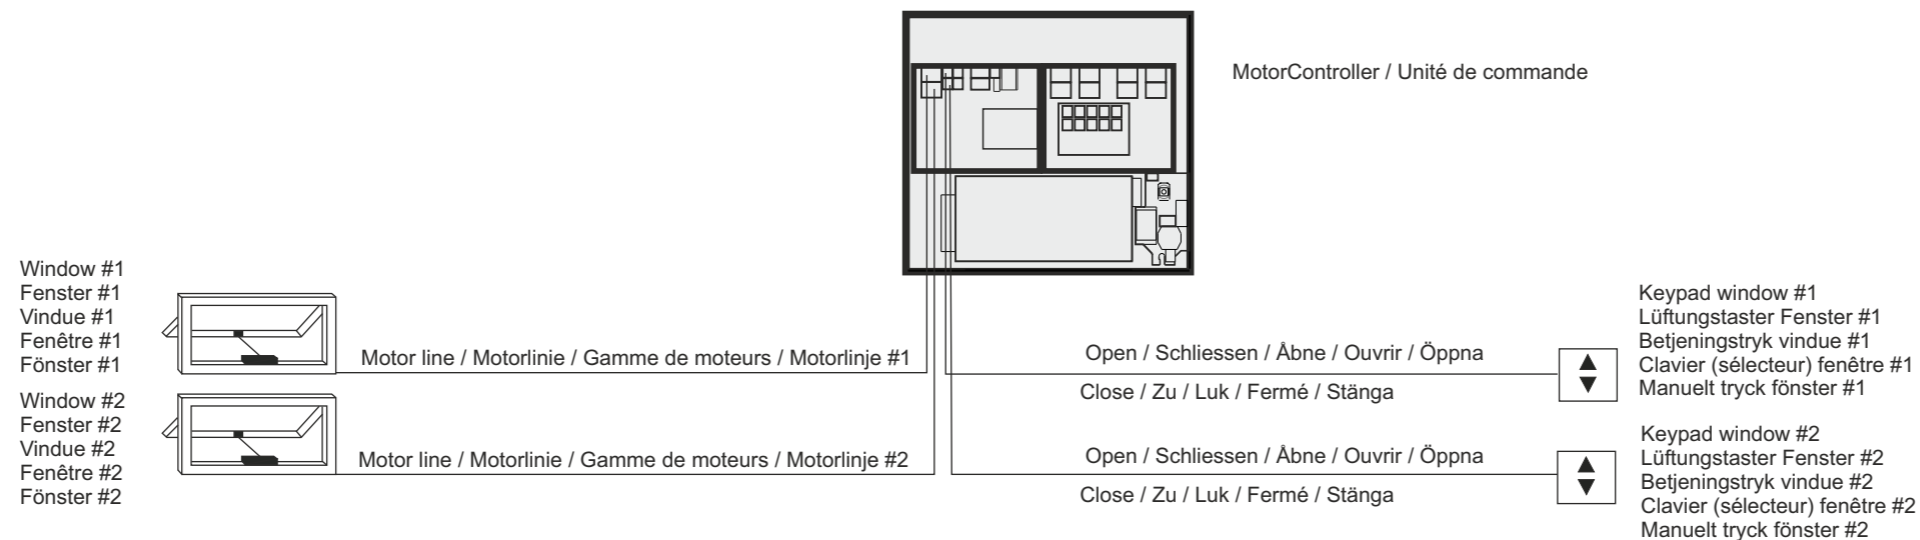 MotorController / Unité de commande
Window #1
Fenster #1
Vindue #1
Fenêtre #1
Fönster #1
Motor line / Motorlinie / Gamme de moteurs / Motorlinje #1
Open / Schliessen / Åbne / Ouvrir / Öppna
Close / Zu / Luk / Fermé / Stänga
Keypad window #1
Lüftungstaster Fenster #1
Betjeningstryk vindue #1
Clavier (sélecteur) fenêtre #1
Manuelt tryck fönster #1
Window #2
Fenster #2
Vindue #2
Fenêtre #2
Fönster #2
Motor line / Motorlinie / Gamme de moteurs / Motorlinje #2
Open / Schliessen / Åbne / Ouvrir / Öppna
Close / Zu / Luk / Fermé / Stänga
Keypad window #2
Lüftungstaster Fenster #2
Betjeningstryk vindue #2
Clavier (sélecteur) fenêtre #2
Manuelt tryck fönster #2